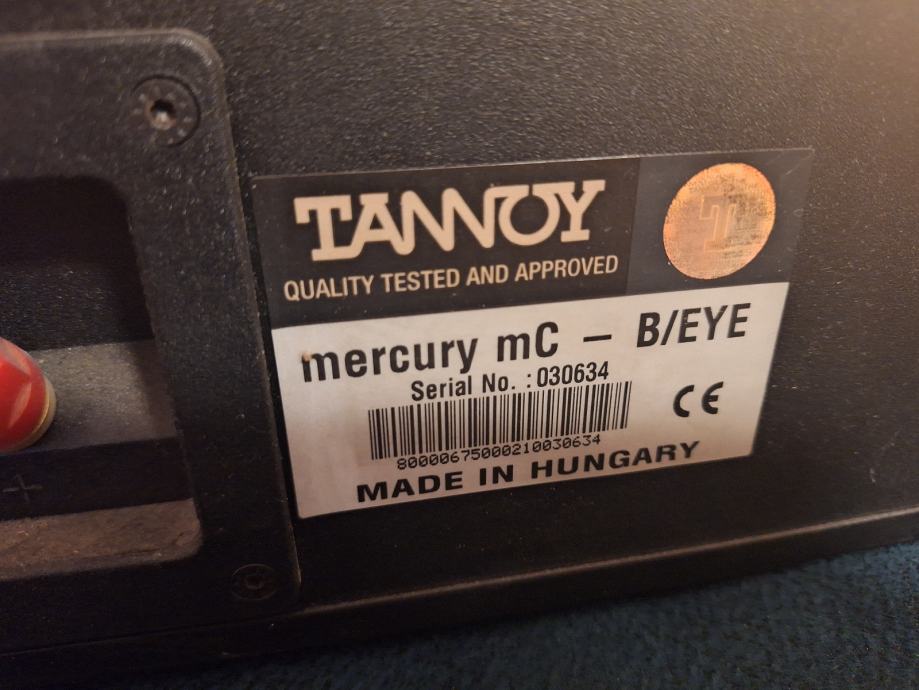 TANNOY
T
QUALITY TESTED AND APPROVED
mercury mC – B/EYE
Serial No. : 030634
CE
80000675000210030634
MADE IN HUNGARY
+